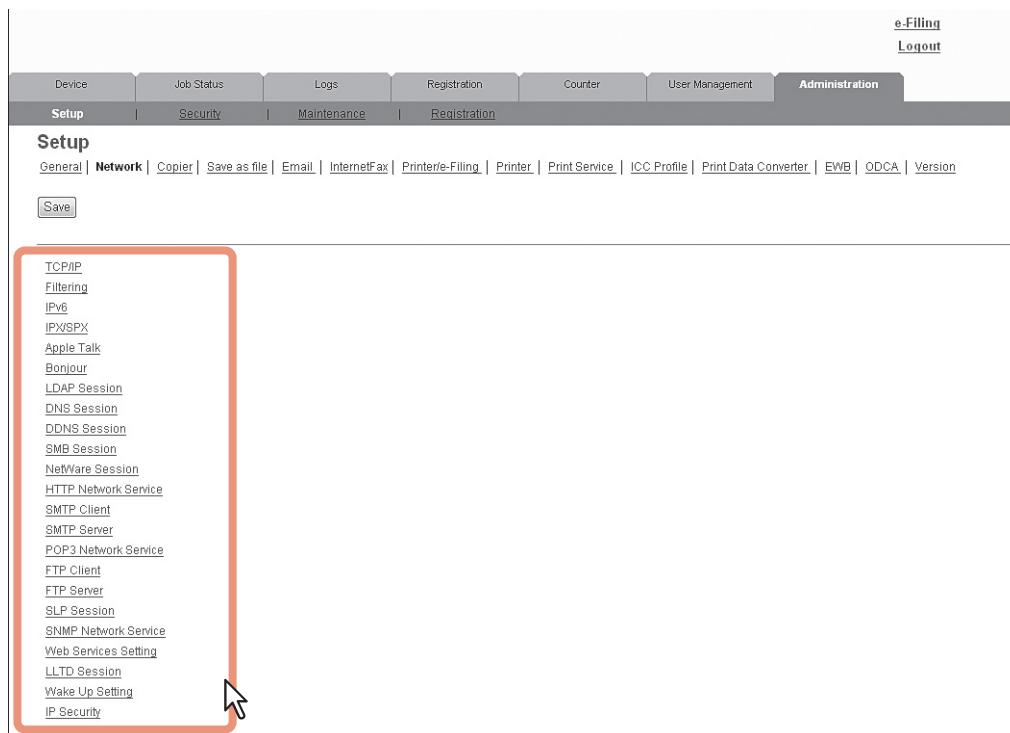 e-Filing
Logout
Device Job Status Logs Registration Counter User Management Administration
Setup | Security | Maintenance | Registration
Setup
General | Network | Copier | Save as file | Email | InternetFax | Printer/e-Filing | Printer | Print Service | ICC Profile | Print Data Converter | EWB | ODCA | Version
Save
TCP/IP
Filtering
IPv6
IPX/SPX
Apple Talk
Bonjour
LDAP Session
DNS Session
DDNS Session
SMB Session
NetWare Session
HTTP Network Service
SMTP Client
SMTP Server
POP3 Network Service
FTP Client
FTP Server
SLP Session
SNMP Network Service
Web Services Setting
LLTD Session
Wake Up Setting
IP Security